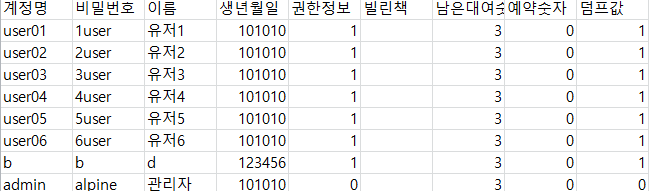 계정명 비밀번호 이름 생년월일 권한정보 빌린책 남은대여숫 예약숫자 덤프값
user01 1user 유저1 101010 1 3 0 1
user02 2user 유저2 101010 1 3 0 1
user03 3user 유저3 101010 1 3 0 1
user04 4user 유저4 101010 1 3 0 1
user05 5user 유저5 101010 1 3 0 1
user06 6user 유저6 101010 1 3 0 1
b b d 123456 1 3 0 1
admin alpine 관리자 101010 0 3 0 0